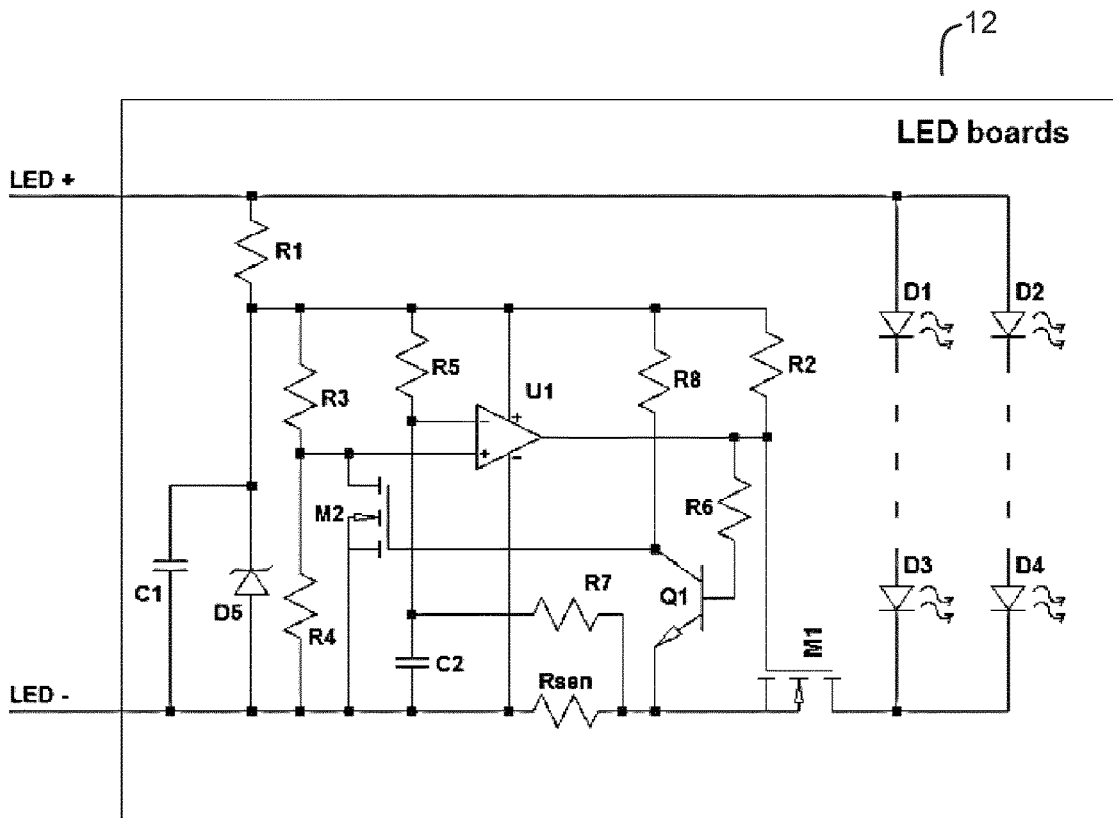 12
LED boards
LED +
R1
D1
D2
R5
R8
R2
R3
U1
−
+
+
−
M2
R6
D3
D4
C1
D5
R7
Q1
R4
C2
M1
Rsen
LED -